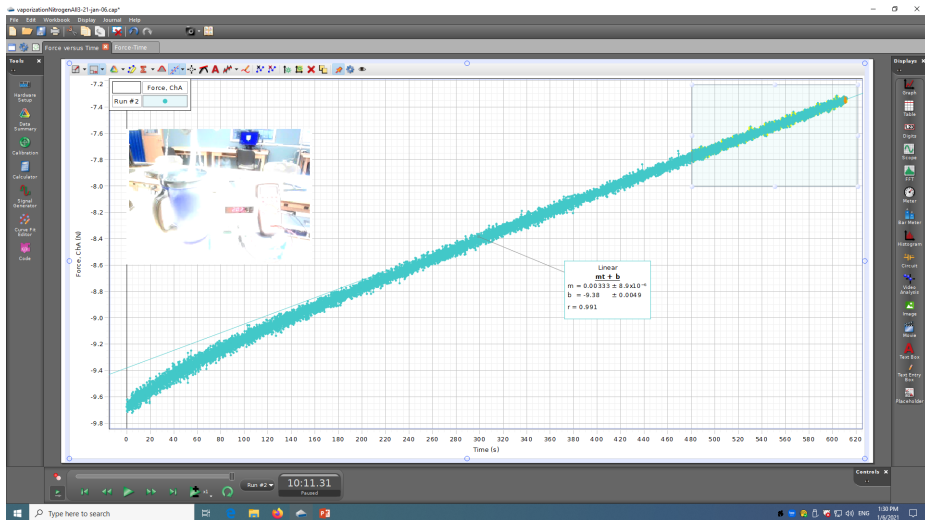 vaporizationNitrogenAll3-21-jan-06.cap*
File Edit Workbook Display Journal Help
Force versus Time Force-Time
Tools
Hardware Setup
Data Summary
Calibration
Calculator
Signal Generator
Curve Fit Editor
Code
Force, ChA
Run #2
-7.2
-7.4
-7.6
-7.8
-8.0
-8.2
-8.4
-8.6
-8.8
-9.0
-9.2
-9.4
-9.6
-9.8
Force, ChA (N)
Linear
mt + b
m = 0.00333 ± 8.9x10⁻⁶
b = -9.38 ± 0.0049
r = 0.991
0 20 40 60 80 100 120 140 160 180 200 220 240 260 280 300 320 340 360 380 400 420 440 460 480 500 520 540 560 580 600 620
Time (s)
Displays
Graph
Table
Digits
Scope
FFT
Meter
Bar Meter
Histogram
Circuit
Video Analysis
Image
Movie
Text Box
Text Entry Box
Placeholder
Run #2
10:11.31
Paused
Controls
Type here to search
ENG
1:30 PM
1/6/2021